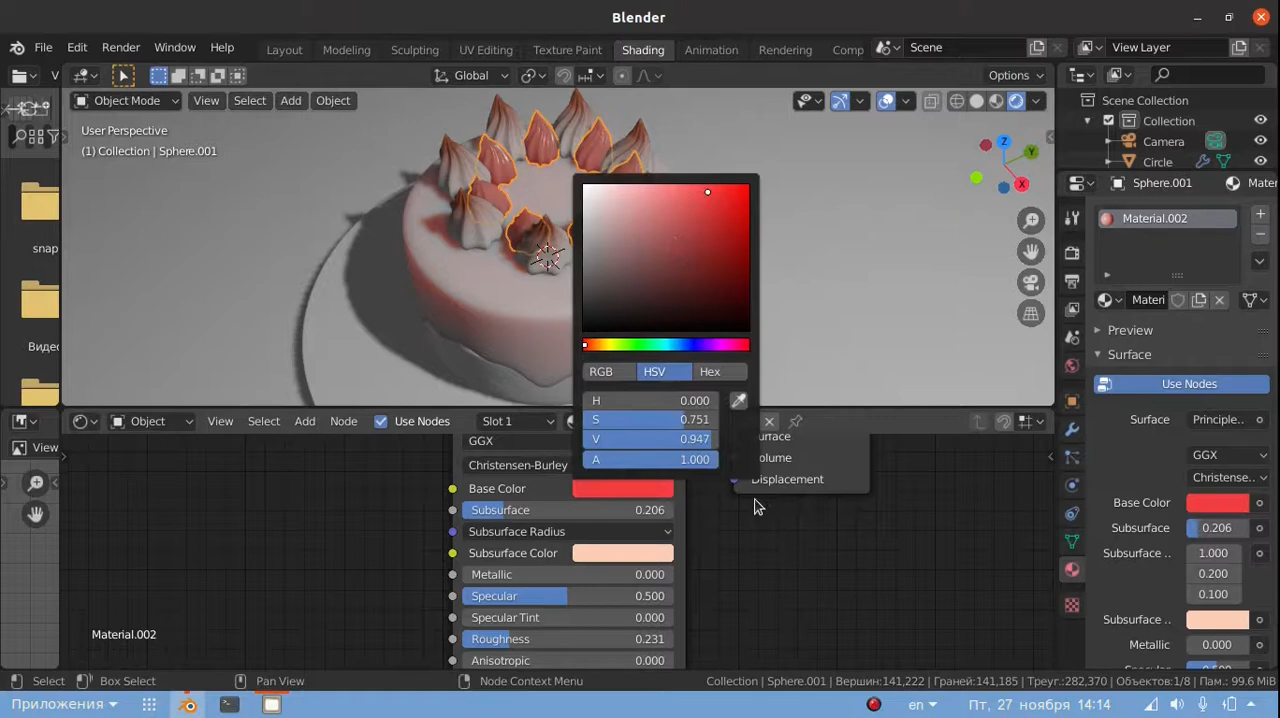 Blender
File Edit Render Window Help Layout Modeling Sculpting UV Editing Texture Paint Shading Animation Rendering Comp Scene View Layer
V Global Options
Object Mode View Select Add Object
Scene Collection
User Perspective
(1) Collection | Sphere.001
Collection
Camera
Circle
Z
Y
X
Sphere.001 Mater
Material.002
snap
Materi
Видео
Preview
Surface
Use Nodes
RGB HSV Hex
H 0.000
S 0.751
V 0.947
A 1.000
Surface Principle..
Object View Select Add Node Use Nodes Slot 1
View
GGX
Christensen-Burley
Volume
Displacement
Base Color
Subsurface 0.206
Subsurface Radius
Subsurface Color
Metallic 0.000
Specular 0.500
Specular Tint 0.000
Roughness 0.231
Anisotropic 0.000
Material.002
GGX
Christense..
Base Color
Subsurface 0.206
Subsurface .. 1.000
0.200
0.100
Subsurface ..
Metallic 0.000
Select Box Select Pan View Node Context Menu Collection | Sphere.001 | Вершин:141,222 | Граней:141,185 | Треуг.:282,370 | Объектов:1/8 | Пам.: 99.6 MiB
Приложения en Пт, 27 ноября 14:14